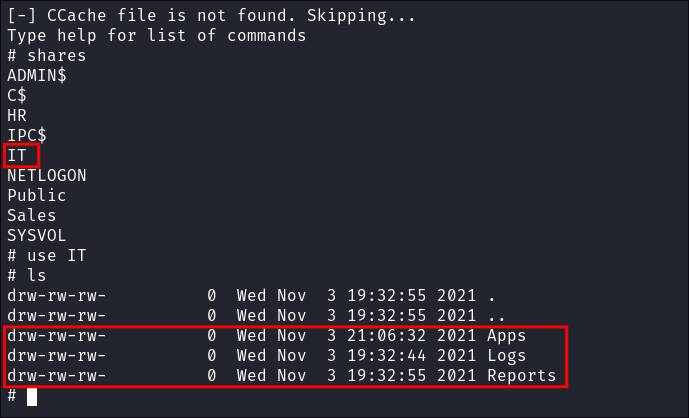 [-] CCache file is not found. Skipping...
Type help for list of commands
# shares
ADMIN$
C$
HR
IPC$
IT
NETLOGON
Public
Sales
SYSVOL
# use IT
# ls
drw-rw-rw-          0  Wed Nov  3 19:32:55 2021 .
drw-rw-rw-          0  Wed Nov  3 19:32:55 2021 ..
drw-rw-rw-          0  Wed Nov  3 21:06:32 2021 Apps
drw-rw-rw-          0  Wed Nov  3 19:32:44 2021 Logs
drw-rw-rw-          0  Wed Nov  3 19:32:55 2021 Reports
#